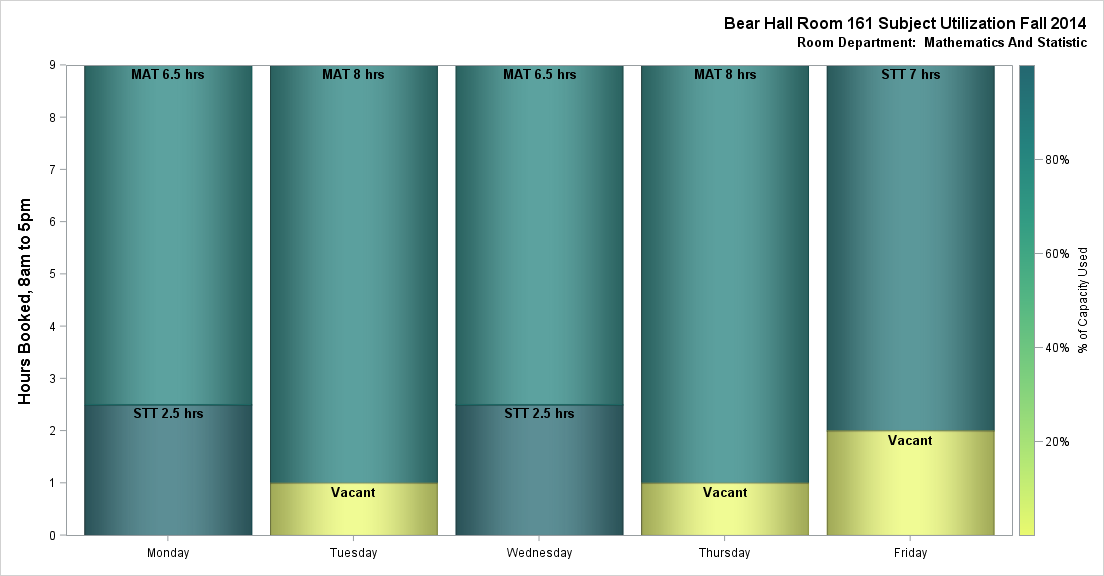 Bear Hall Room 161 Subject Utilization Fall 2014
Room Department:  Mathematics And Statistic
Hours Booked, 8am to 5pm
9
8
7
6
5
4
3
2
1
0
MAT 6.5 hrs
STT 2.5 hrs
MAT 8 hrs
Vacant
MAT 6.5 hrs
STT 2.5 hrs
MAT 8 hrs
Vacant
STT 7 hrs
Vacant
Monday
Tuesday
Wednesday
Thursday
Friday
80%
60%
40%
20%
% of Capacity Used